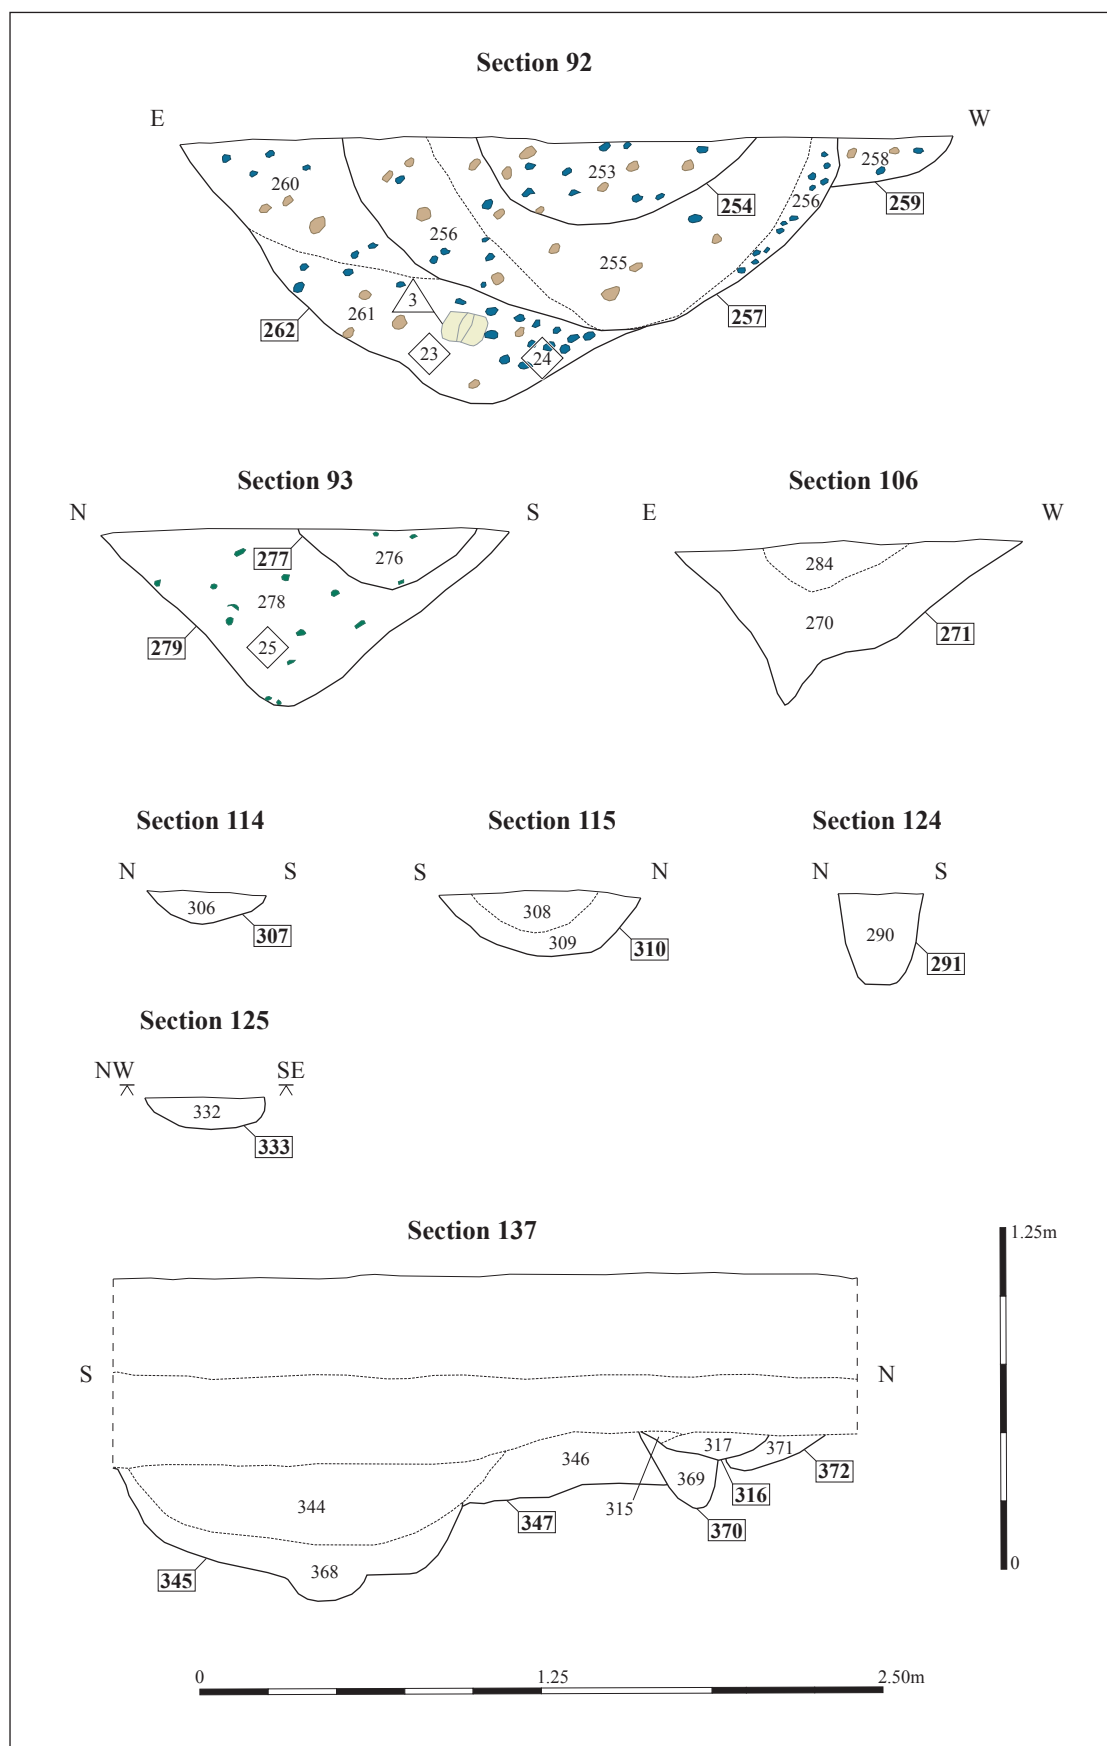 Section 92
E W
260 253 258
256 254 256 259
255
261 3 262 257
23 24
Section 93
N S
277 276
278
279 25
Section 106
E W
284
270 271
Section 114
N S
306
307
Section 115
S N
308
309 310
Section 124
N S
290
291
Section 125
NW SE
332
333
Section 137
S N
317 371
346 372
369 316
344 315
347 370
368
345
1.25m
0
0 1.25 2.50m